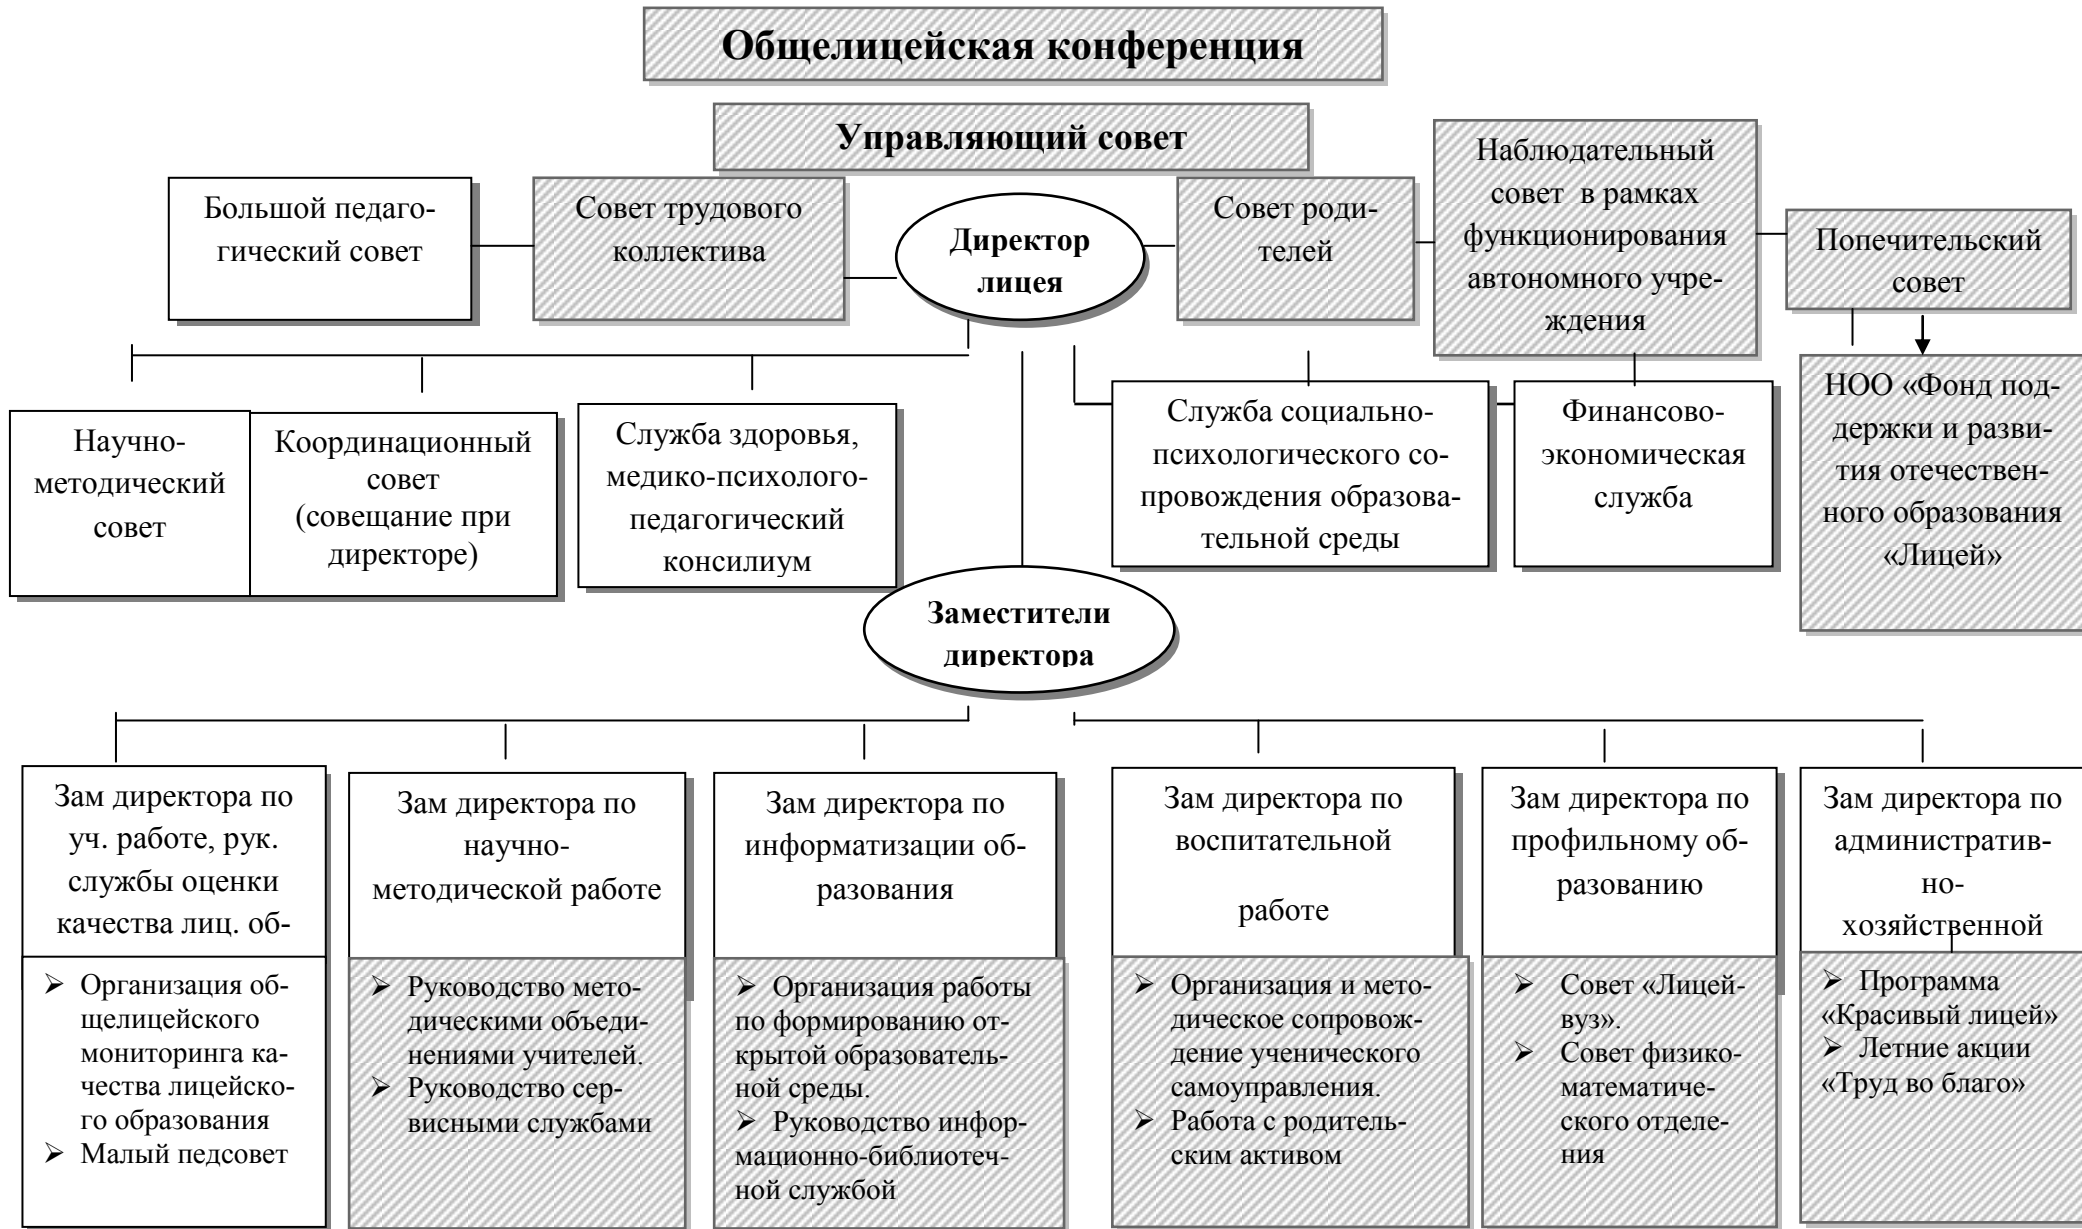 Общелицейская конференция
Управляющий совет
Большой педаго-
гический совет
Совет трудового
коллектива
Директор
лицея
Совет роди-
телей
Наблюдательный
совет в рамках
функционирования
автономного учре-
ждения
Попечительский
совет
Научно-
методический
совет
Координационный
совет
(совещание при
директоре)
Служба здоровья,
медико-психолого-
педагогический
консилиум
Служба социально-
психологического со-
провождения образова-
тельной среды
Финансово-
экономическая
служба
НОО «Фонд под-
держки и разви-
тия отечествен-
ного образования
«Лицей»
Заместители
директора
Зам директора по
уч. работе, рук.
службы оценки
качества лиц. об-
Зам директора по
научно-
методической работе
Зам директора по
информатизации об-
разования
Зам директора по
воспитательной
работе
Зам директора по
профильному об-
разованию
Зам директора по
административ-
но-
хозяйственной
➢ Организация об-
щелицейского
мониторинга ка-
чества лицейско-
го образования
➢ Малый педсовет
➢ Руководство мето-
дическими объеди-
нениями учителей.
➢ Руководство сер-
висными службами
➢ Организация работы
по формированию от-
крытой образователь-
ной среды.
➢ Руководство инфор-
мационно-библиотеч-
ной службой
➢ Организация и мето-
дическое сопровож-
дение ученического
самоуправления.
➢ Работа с родитель-
ским активом
➢ Совет «Лицей-
вуз».
➢ Совет физико-
математиче-
ского отделе-
ния
➢ Программа
«Красивый лицей»
➢ Летние акции
«Труд во благо»